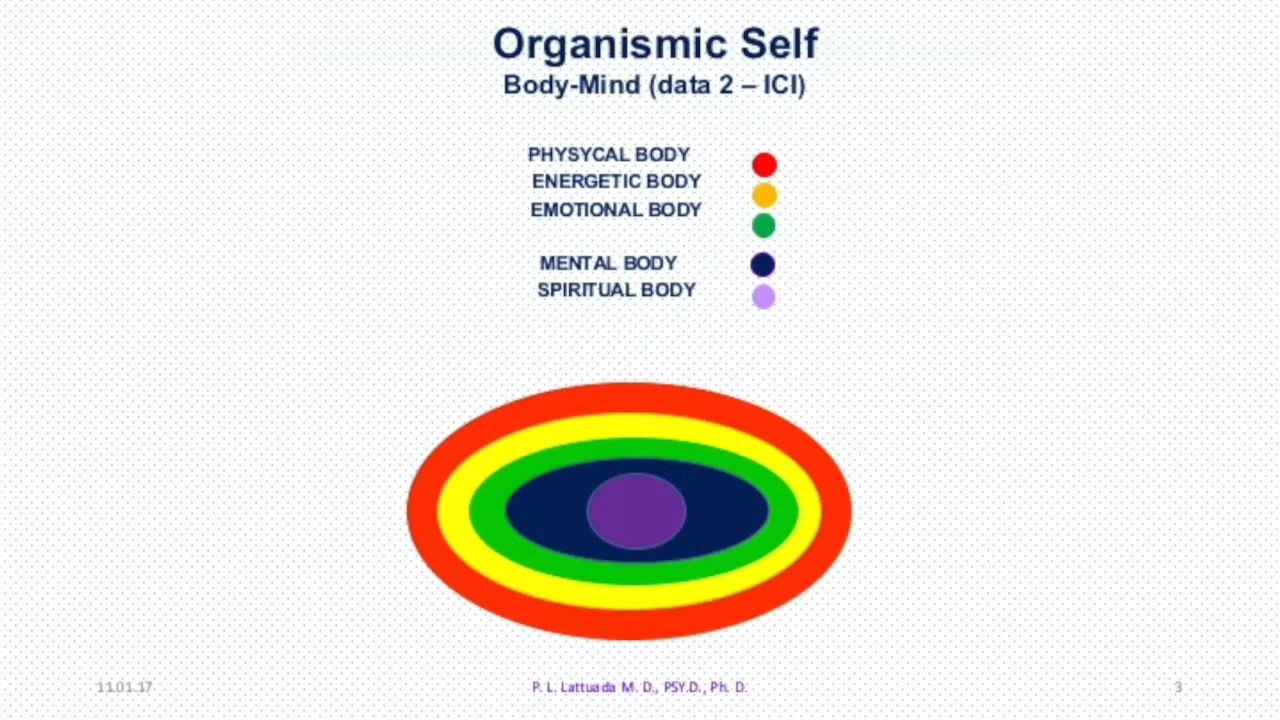 Organismic Self
Body-Mind (data 2 – ICI)
PHYSYCAL BODY
ENERGETIC BODY
EMOTIONAL BODY
MENTAL BODY
SPIRITUAL BODY
11.01.17
P. L. Lattuada M. D., PSY.D., Ph. D.
3